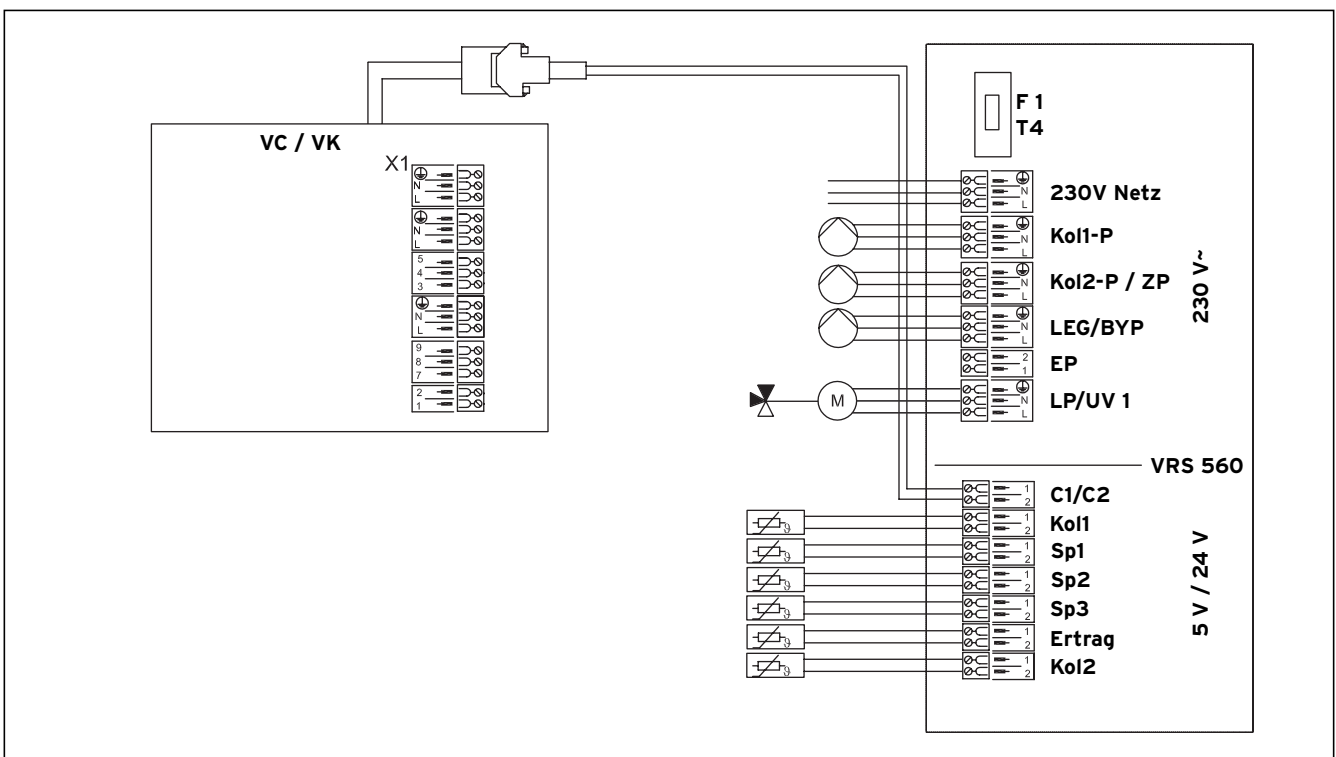 VC / VK
X1
N
L
N
L
5
4
3
N
L
9
8
7
2
1
F 1
T4
N
L
230V Netz
N
L
Kol1-P
N
L
Kol2-P / ZP
N
L
LEG/BYP
2
1
EP
N
L
LP/UV 1
M
230 V~
VRS 560
1
2
C1/C2
ϑ
1
2
Kol1
ϑ
1
2
Sp1
ϑ
1
2
Sp2
ϑ
1
2
Sp3
ϑ
1
2
Ertrag
ϑ
1
2
Kol2
5 V / 24 V